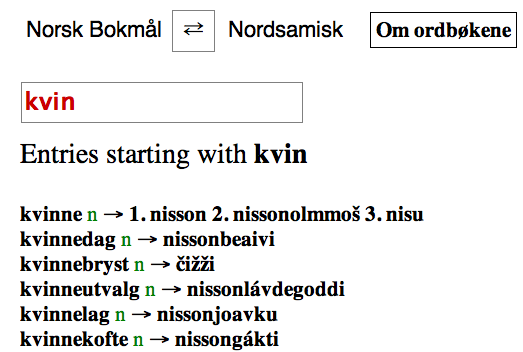 Norsk Bokmål ⇄ Nordsamisk Om ordbøkene
kvin
Entries starting with kvin
kvinne n → 1. nisson 2. nissonolmmoš 3. nisu
kvinnedag n → nissonbeaivi
kvinnebryst n → čižži
kvinneutvalg n → nissonlávdegoddi
kvinnelag n → nissonjoavku
kvinnekofte n → nissongákti